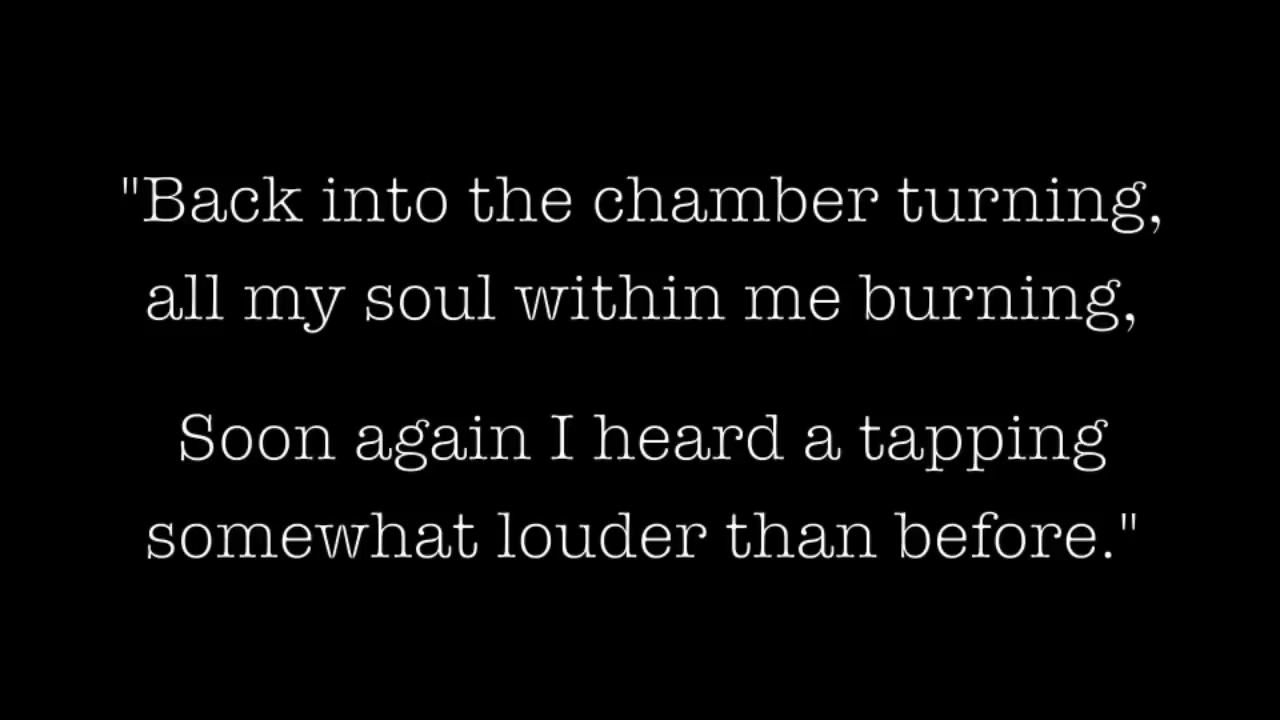 "Back into the chamber turning,
all my soul within me burning,
Soon again I heard a tapping
somewhat louder than before."